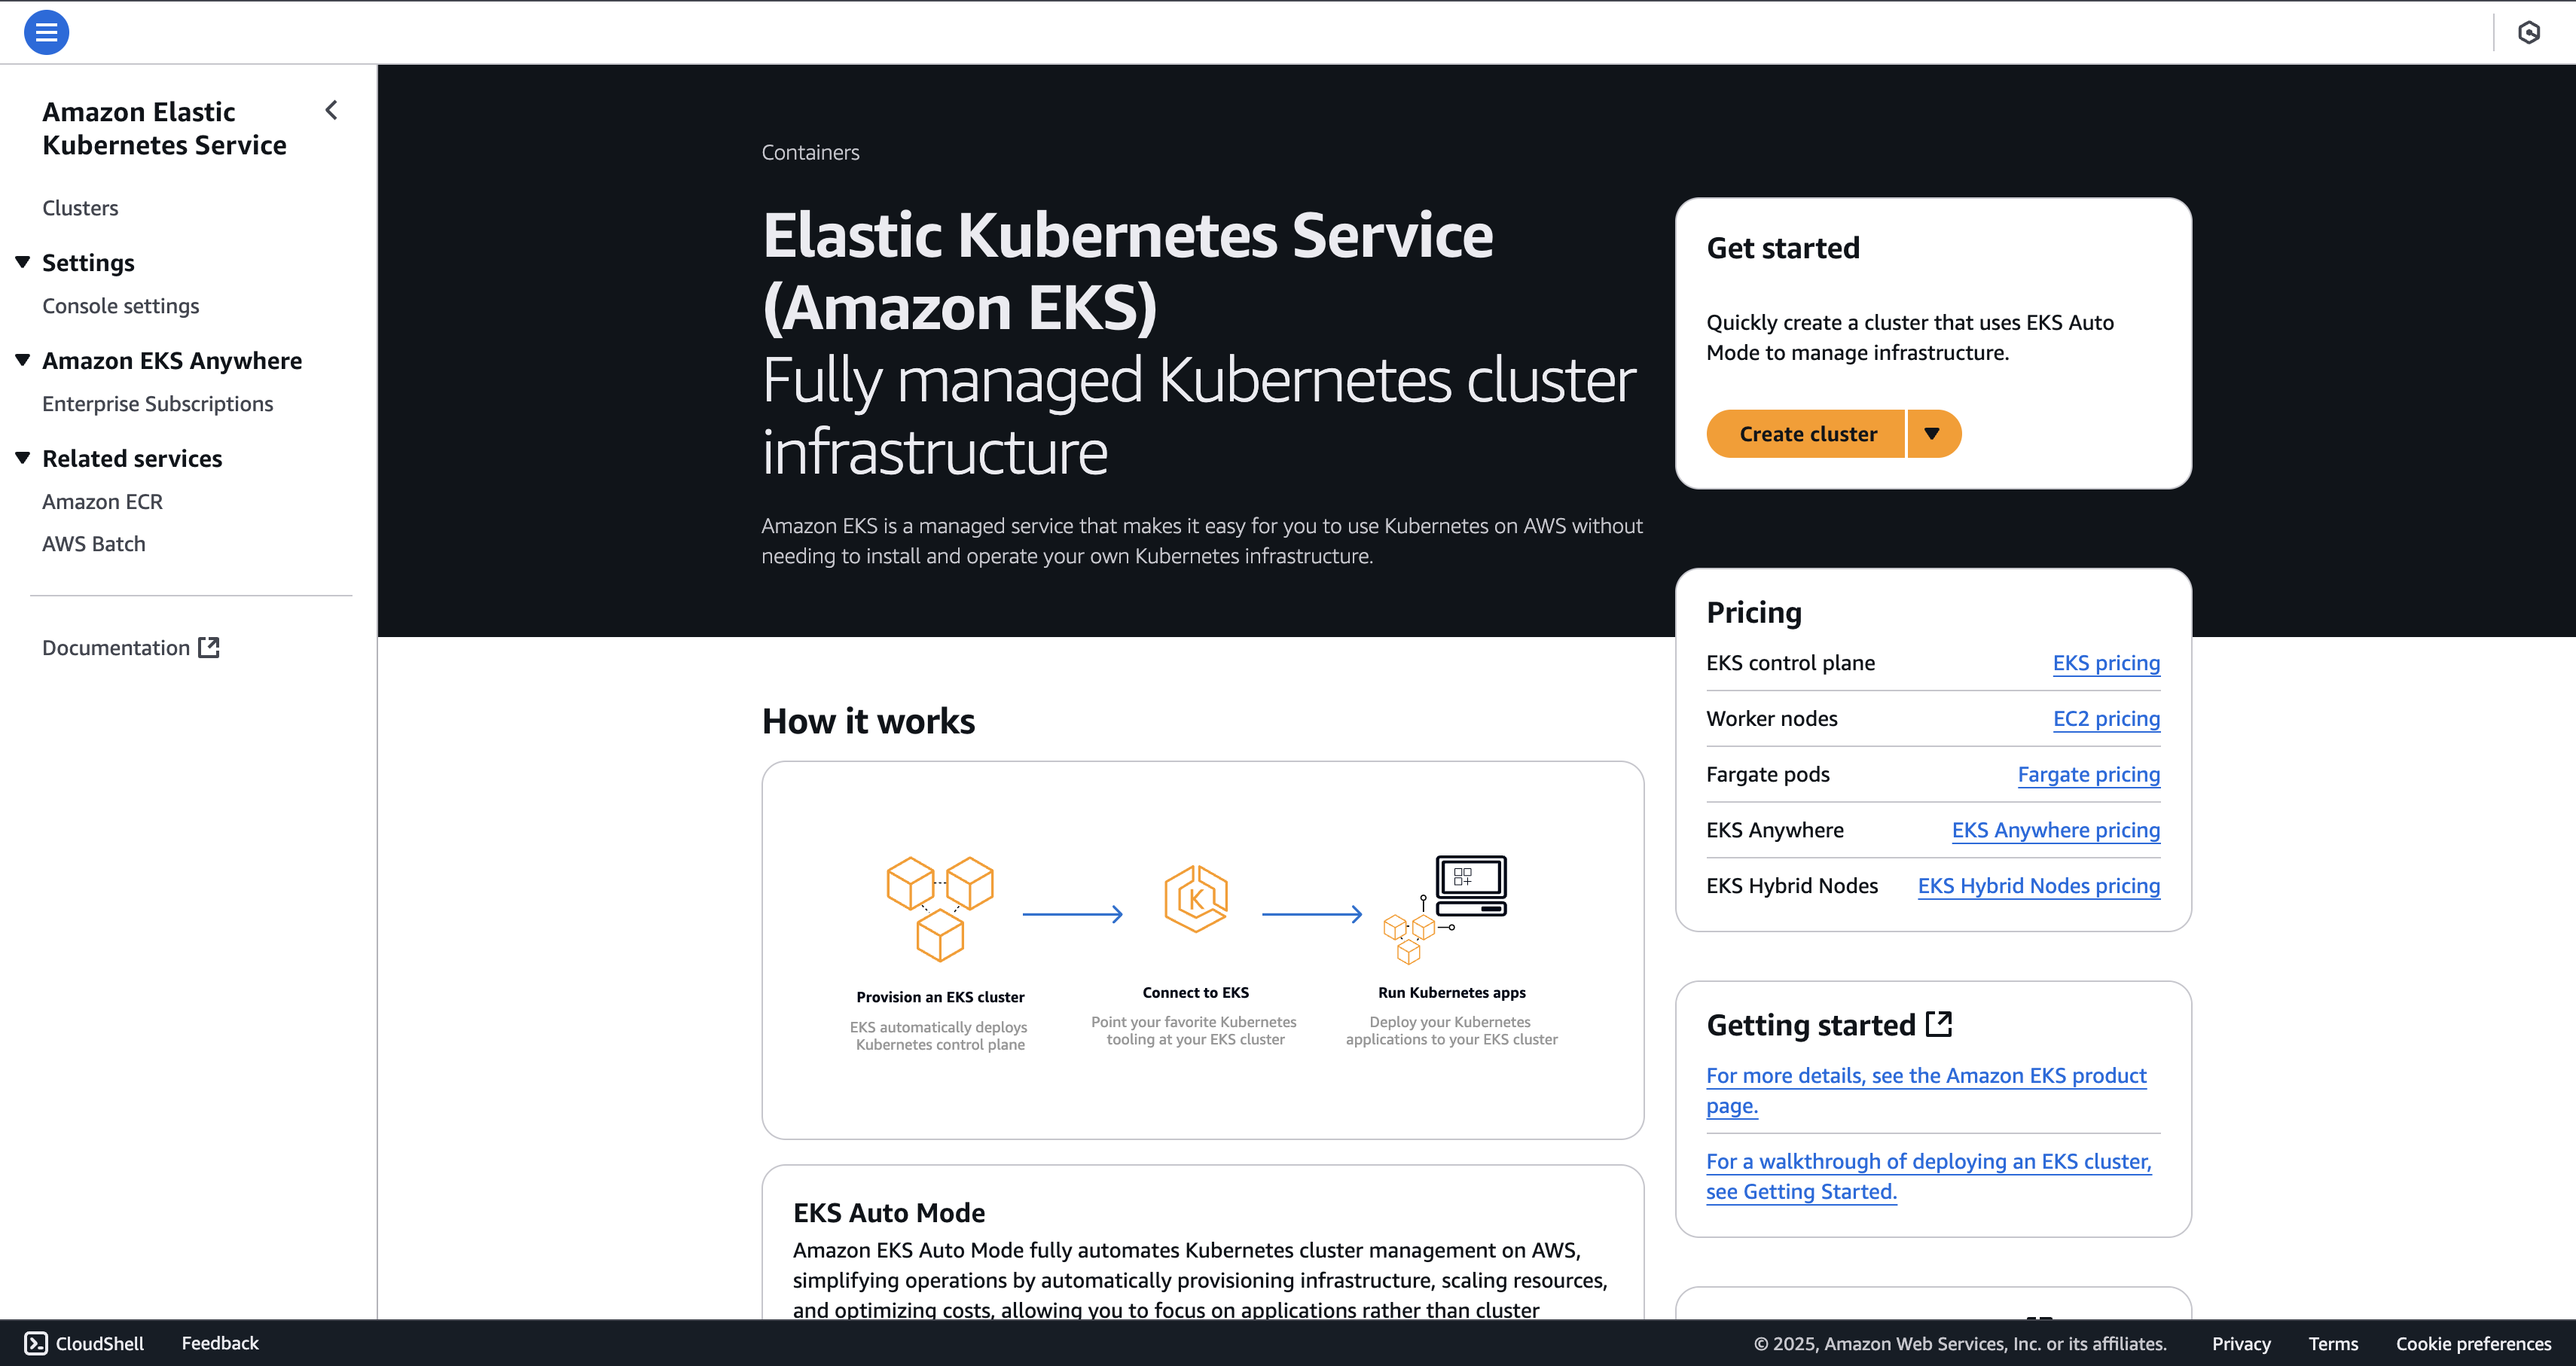 Amazon Elastic
Kubernetes Service
Clusters
Settings
Console settings
Amazon EKS Anywhere
Enterprise Subscriptions
Related services
Amazon ECR
AWS Batch
Documentation
Containers
Elastic Kubernetes Service
(Amazon EKS)
Fully managed Kubernetes cluster
infrastructure
Amazon EKS is a managed service that makes it easy for you to use Kubernetes on AWS without
needing to install and operate your own Kubernetes infrastructure.
Get started
Quickly create a cluster that uses EKS Auto
Mode to manage infrastructure.
Create cluster
Pricing
EKS control plane EKS pricing
Worker nodes EC2 pricing
Fargate pods Fargate pricing
EKS Anywhere EKS Anywhere pricing
EKS Hybrid Nodes EKS Hybrid Nodes pricing
How it works
K
Provision an EKS cluster
EKS automatically deploys
Kubernetes control plane
Connect to EKS
Point your favorite Kubernetes
tooling at your EKS cluster
Run Kubernetes apps
Deploy your Kubernetes
applications to your EKS cluster
Getting started
For more details, see the Amazon EKS product
page.
For a walkthrough of deploying an EKS cluster,
see Getting Started.
EKS Auto Mode
Amazon EKS Auto Mode fully automates Kubernetes cluster management on AWS,
simplifying operations by automatically provisioning infrastructure, scaling resources,
and optimizing costs, allowing you to focus on applications rather than cluster
CloudShell Feedback © 2025, Amazon Web Services, Inc. or its affiliates. Privacy Terms Cookie preferences